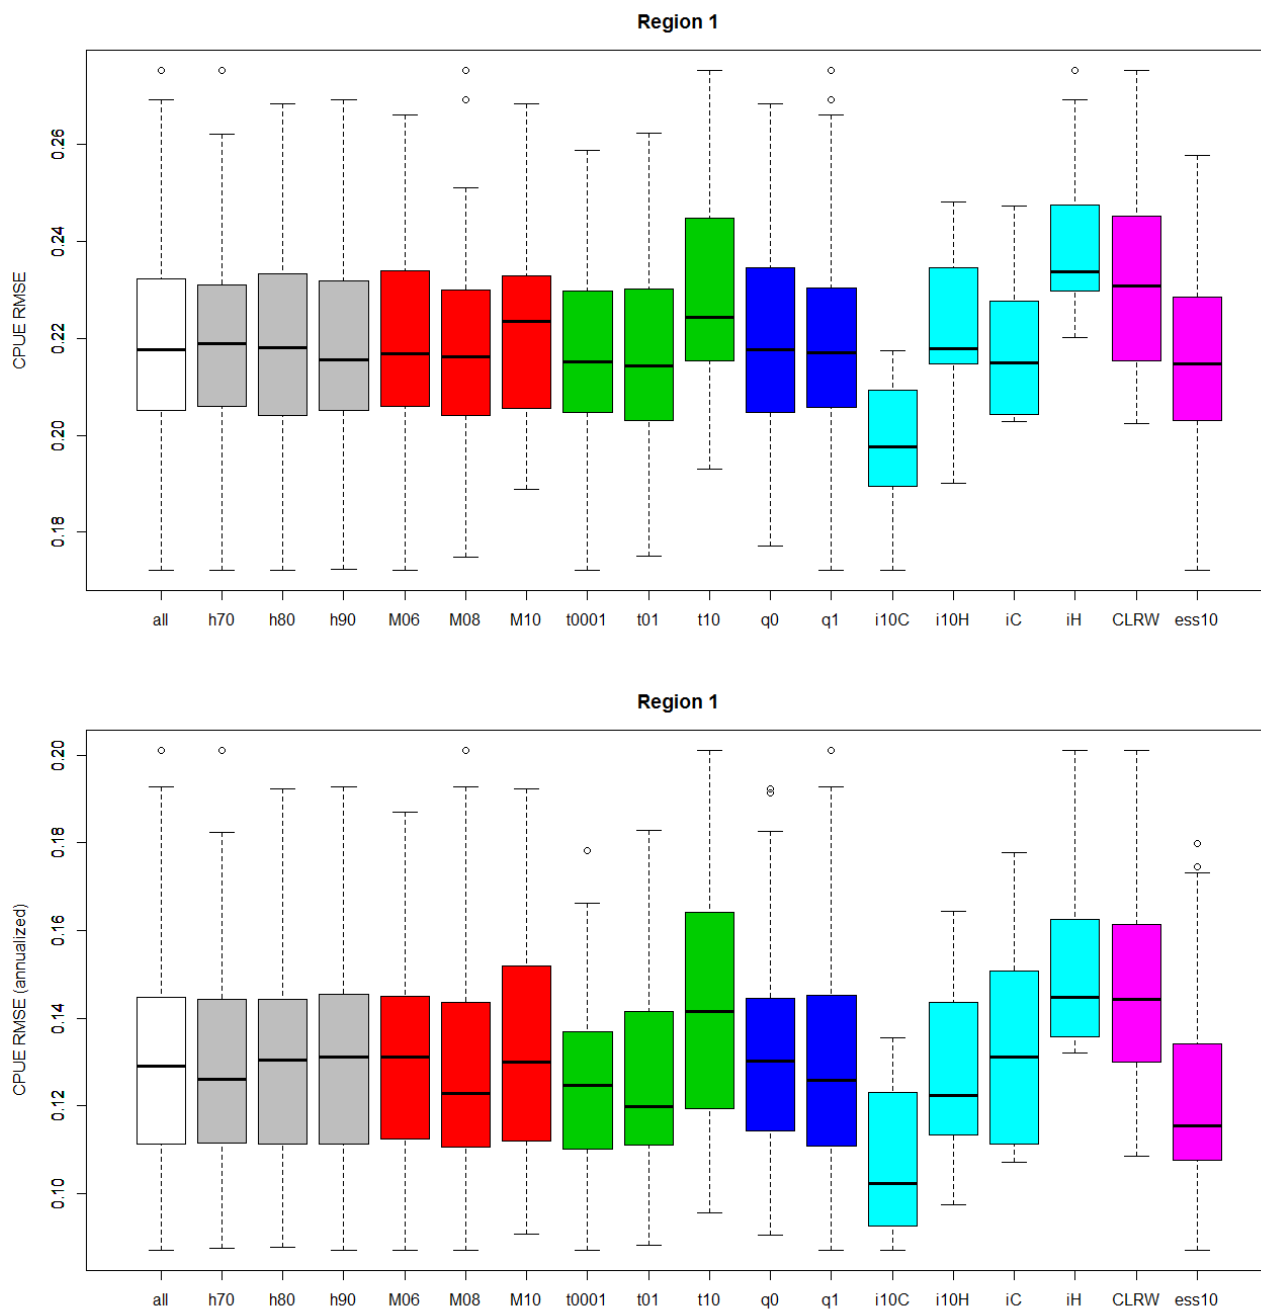 Region 1
CPUE RMSE
0.26
0.24
0.22
0.20
0.18
all h70 h80 h90 M06 M08 M10 t0001 t01 t10 q0 q1 i10C i10H iC iH CLRW ess10
Region 1
CPUE RMSE (annualized)
0.20
0.18
0.16
0.14
0.12
0.10
all h70 h80 h90 M06 M08 M10 t0001 t01 t10 q0 q1 i10C i10H iC iH CLRW ess10